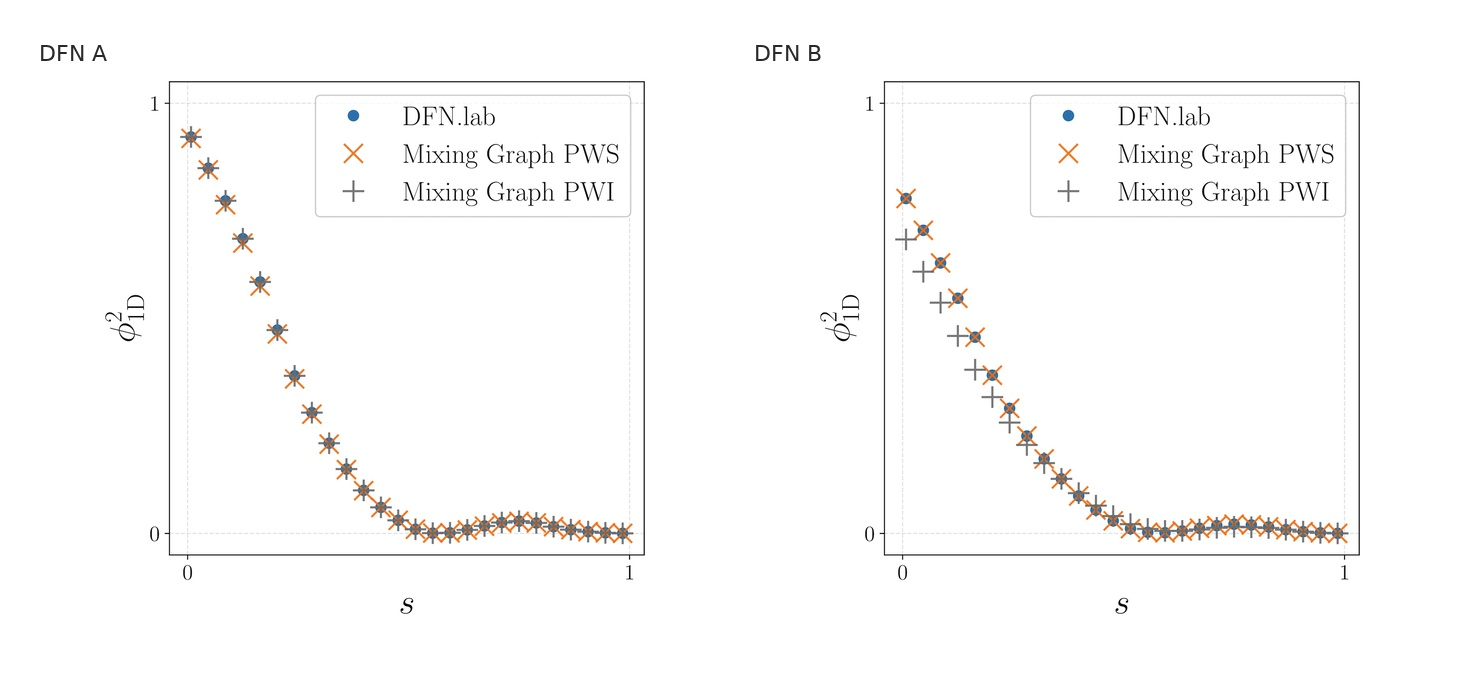 DFN A
1
DFN.lab
Mixing Graph PWS
Mixing Graph PWI
ϕ²₁D
0
0 1
s
DFN B
1
DFN.lab
Mixing Graph PWS
Mixing Graph PWI
ϕ²₁D
0
0 1
s